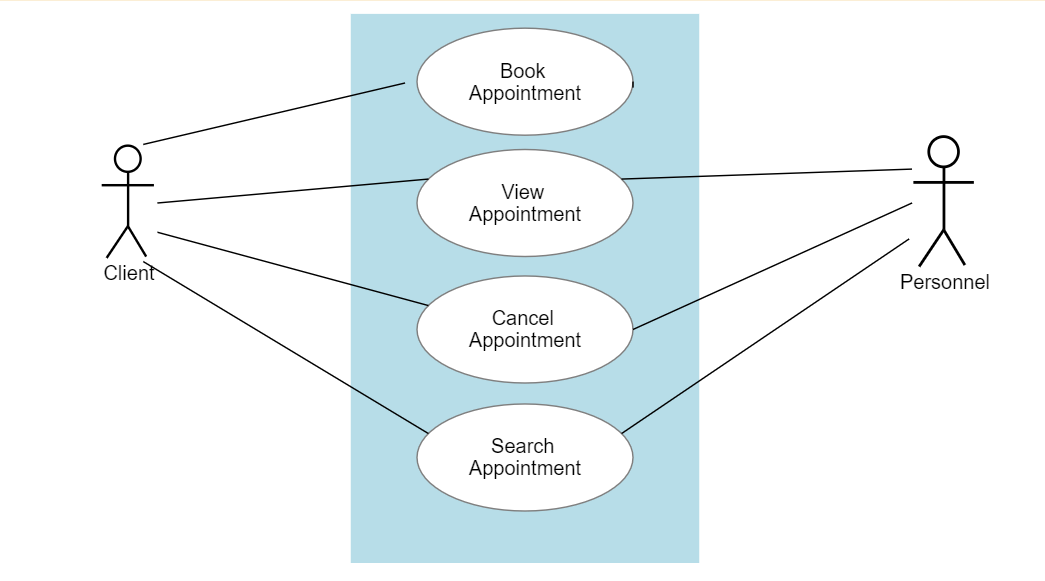 Book
Appointment
View
Appointment
Client
Personnel
Cancel
Appointment
Search
Appointment